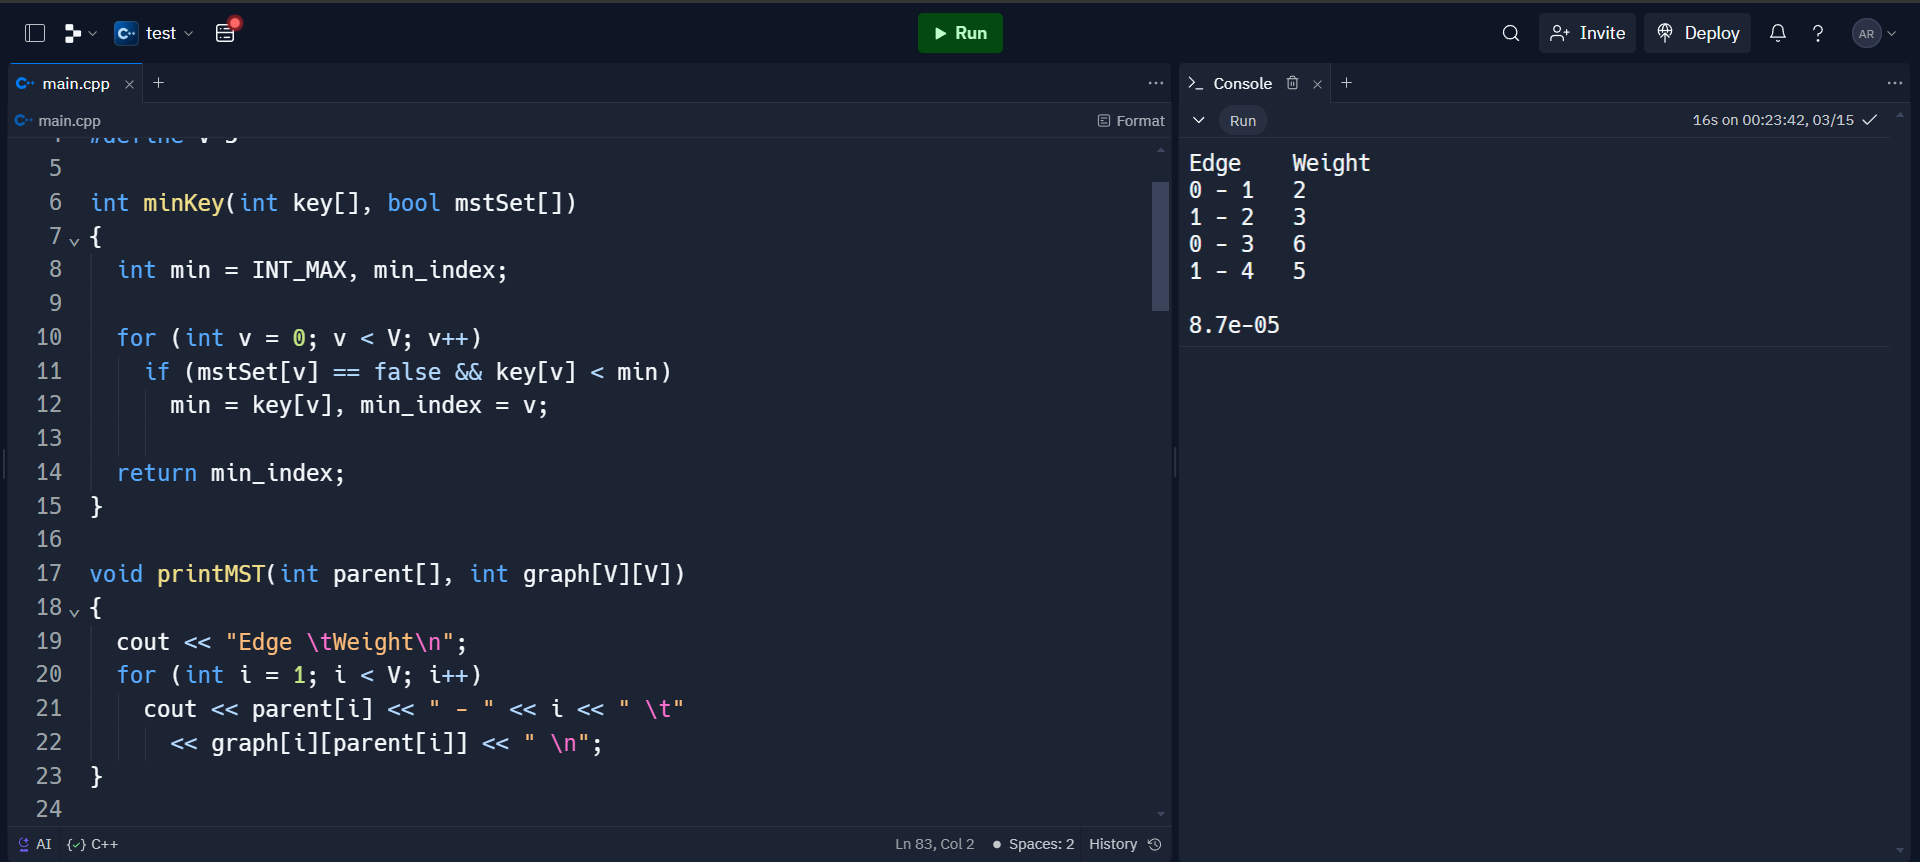 test
Run
Invite
Deploy
AR
main.cpp
Console
main.cpp
Format
Run
16s on 00:23:42, 03/15
4 #define V 5
5
6 int minKey(int key[], bool mstSet[])
7 {
8 int min = INT_MAX, min_index;
9
10 for (int v = 0; v < V; v++)
11 if (mstSet[v] == false && key[v] < min)
12 min = key[v], min_index = v;
13
14 return min_index;
15 }
16
17 void printMST(int parent[], int graph[V][V])
18 {
19 cout << "Edge \tWeight\n";
20 for (int i = 1; i < V; i++)
21 cout << parent[i] << " - " << i << " \t"
22 << graph[i][parent[i]] << " \n";
23 }
24
Edge Weight
0 - 1 2
1 - 2 3
0 - 3 6
1 - 4 5
8.7e-05
AI
C++
Ln 83, Col 2
Spaces: 2
History